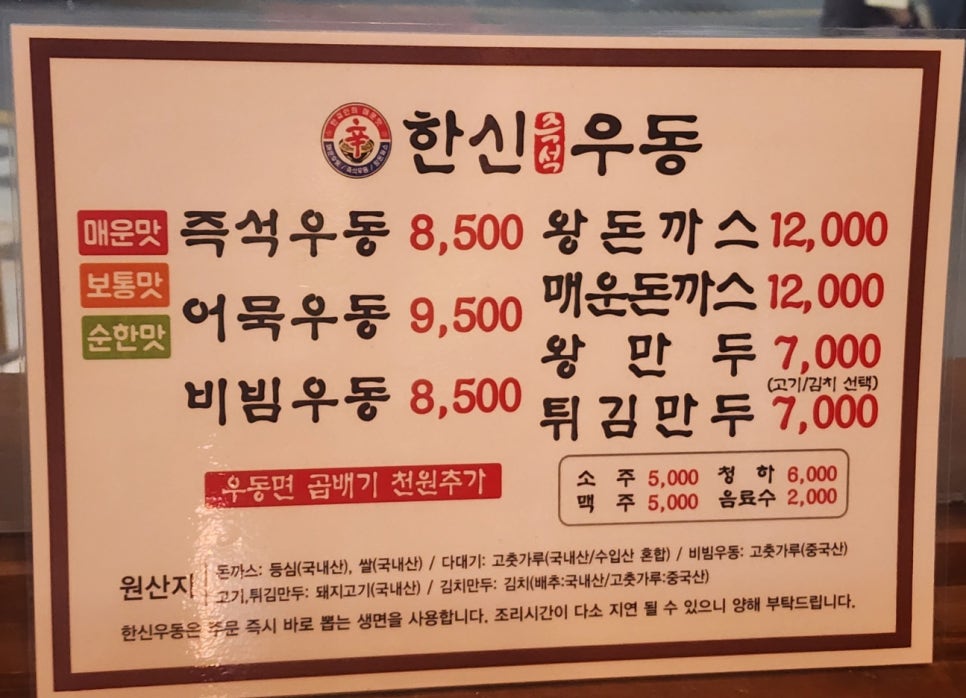 한신즉석우동
매운맛
보통맛
순한맛
즉석우동 8,500
어묵우동 9,500
비빔우동 8,500
왕돈까스 12,000
매운돈까스 12,000
왕만두 7,000
(고기/김치 선택)
튀김만두 7,000
우동면 곱배기 천원추가
소주 5,000 청하 6,000
맥주 5,000 음료수 2,000
원산지
돈까스: 등심(국내산), 쌀(국내산) / 다대기: 고춧가루(국내산/수입산 혼합) / 비빔우동: 고춧가루(중국산)
고기,튀김만두: 돼지고기(국내산) / 김치만두: 김치(배추:국내산/고춧가루:중국산)
한신우동은 주문 즉시 바로 뽑는 생면을 사용합니다. 조리시간이 다소 지연 될 수 있으니 양해 부탁드립니다.